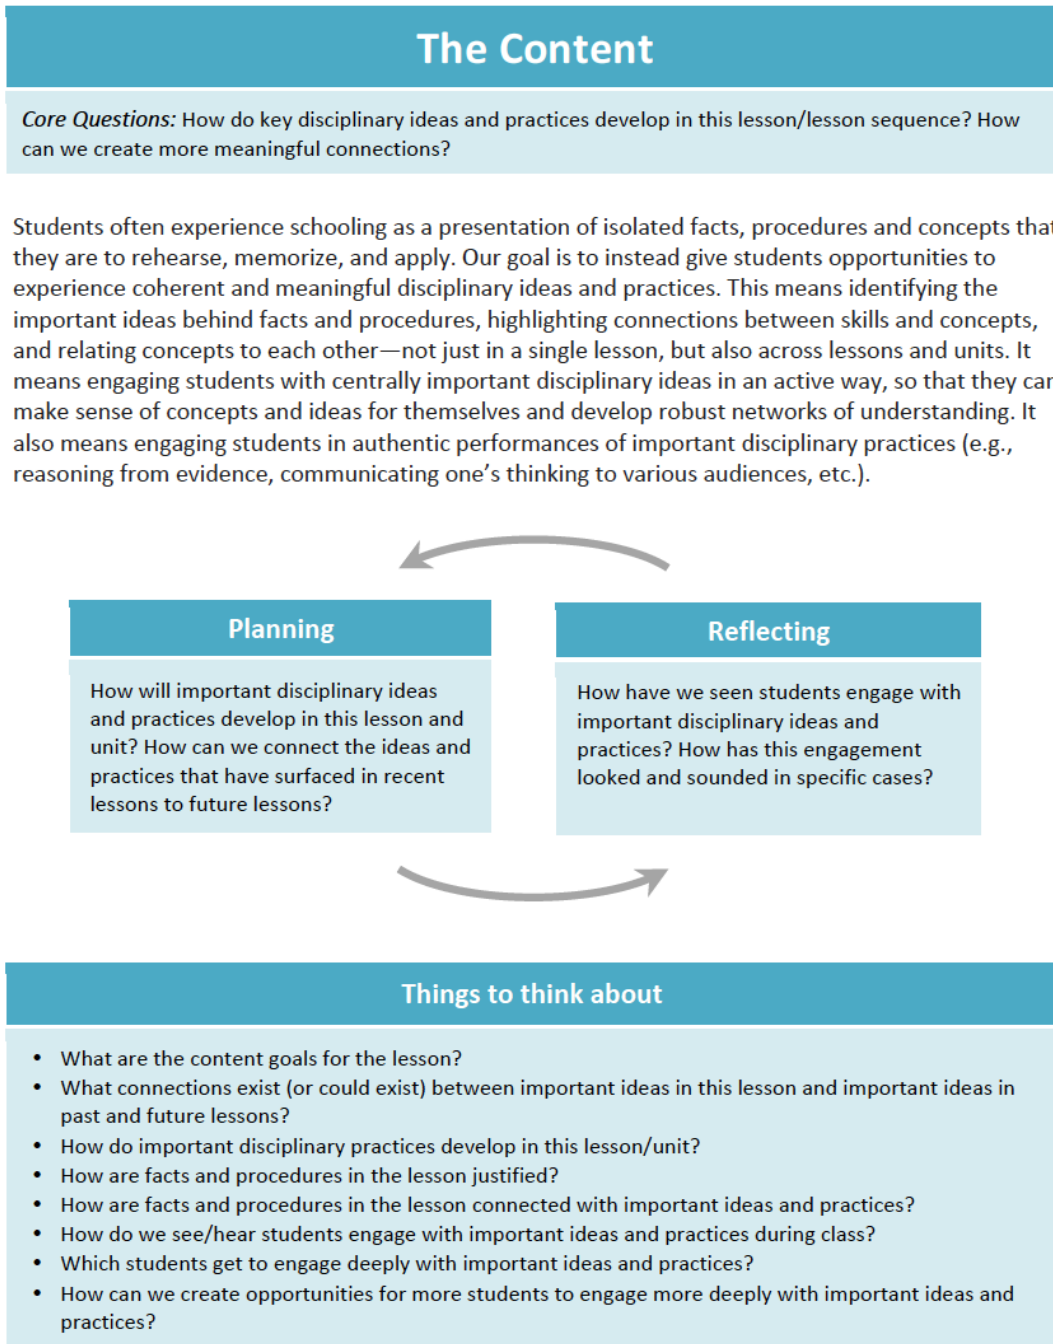 The Content
Core Questions: How do key disciplinary ideas and practices develop in this lesson/lesson sequence? How
can we create more meaningful connections?
Students often experience schooling as a presentation of isolated facts, procedures and concepts that
they are to rehearse, memorize, and apply. Our goal is to instead give students opportunities to
experience coherent and meaningful disciplinary ideas and practices. This means identifying the
important ideas behind facts and procedures, highlighting connections between skills and concepts,
and relating concepts to each other—not just in a single lesson, but also across lessons and units. It
means engaging students with centrally important disciplinary ideas in an active way, so that they can
make sense of concepts and ideas for themselves and develop robust networks of understanding. It
also means engaging students in authentic performances of important disciplinary practices (e.g.,
reasoning from evidence, communicating one's thinking to various audiences, etc.).
Planning
How will important disciplinary ideas
and practices develop in this lesson and
unit? How can we connect the ideas and
practices that have surfaced in recent
lessons to future lessons?
Reflecting
How have we seen students engage with
important disciplinary ideas and
practices? How has this engagement
looked and sounded in specific cases?
Things to think about
• What are the content goals for the lesson?
• What connections exist (or could exist) between important ideas in this lesson and important ideas in
past and future lessons?
• How do important disciplinary practices develop in this lesson/unit?
• How are facts and procedures in the lesson justified?
• How are facts and procedures in the lesson connected with important ideas and practices?
• How do we see/hear students engage with important ideas and practices during class?
• Which students get to engage deeply with important ideas and practices?
• How can we create opportunities for more students to engage more deeply with important ideas and
practices?